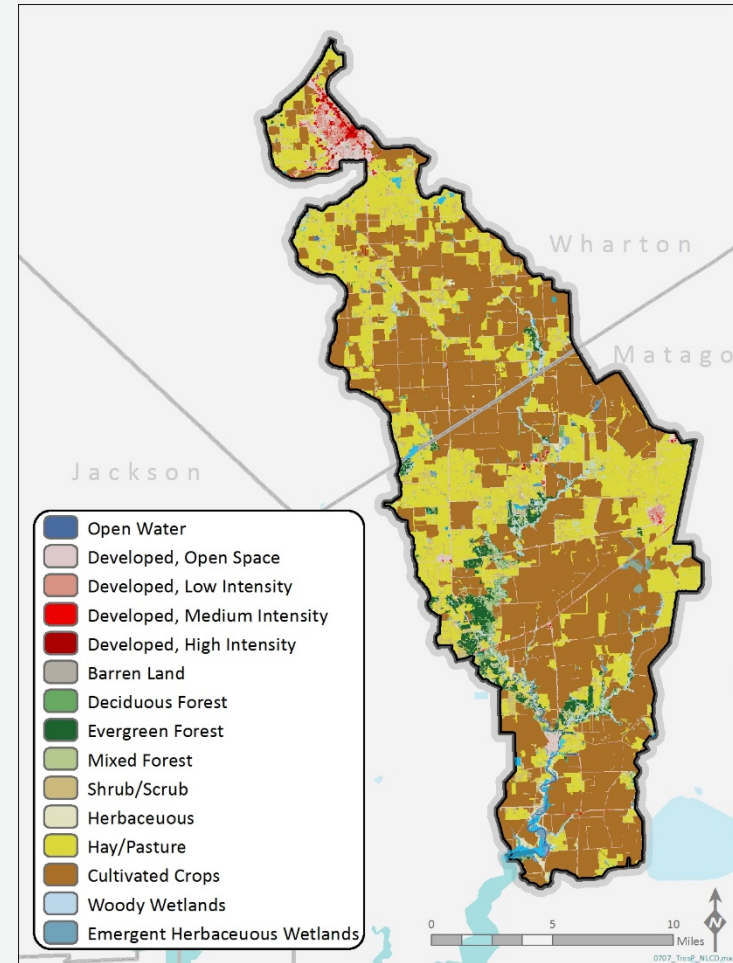 Wharton
Matago
Jackson
Open Water
Developed, Open Space
Developed, Low Intensity
Developed, Medium Intensity
Developed, High Intensity
Barren Land
Deciduous Forest
Evergreen Forest
Mixed Forest
Shrub/Scrub
Herbaceuous
Hay/Pasture
Cultivated Crops
Woody Wetlands
Emergent Herbaceuous Wetlands
0 5 10
Miles
N
0707_TresP_NLCD.mx